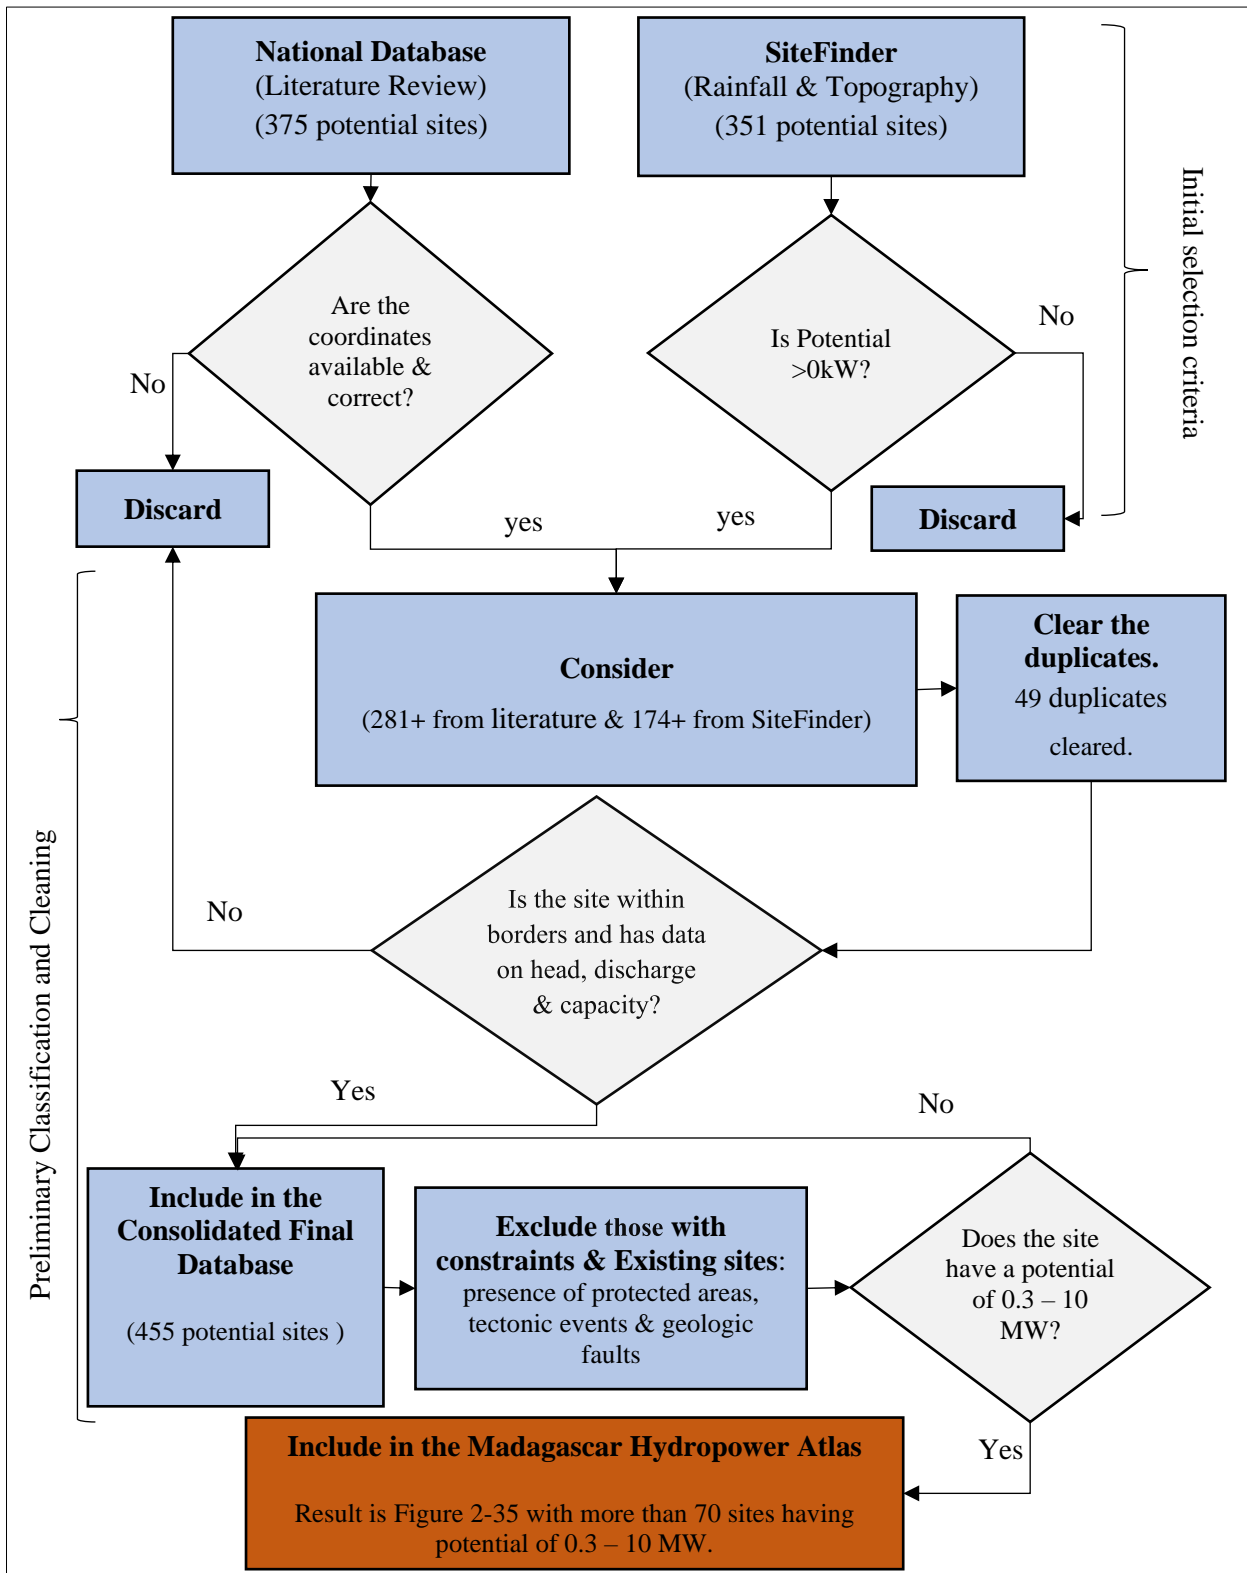 National Database
(Literature Review)
(375 potential sites)
SiteFinder
(Rainfall & Topography)
(351 potential sites)
Initial selection criteria
Are the
coordinates
available &
correct?
Is Potential
>0kW?
No
No
Discard
Discard
yes
yes
Consider
(281+ from literature & 174+ from SiteFinder)
Clear the
duplicates.
49 duplicates
cleared.
Preliminary Classification and Cleaning
Is the site within
borders and has data
on head, discharge
& capacity?
No
Yes
No
Include in the
Consolidated Final
Database
(455 potential sites )
Exclude those with
constraints & Existing sites:
presence of protected areas,
tectonic events & geologic
faults
Does the site
have a potential
of 0.3 – 10
MW?
Yes
Include in the Madagascar Hydropower Atlas
Result is Figure 2-35 with more than 70 sites having
potential of 0.3 – 10 MW.